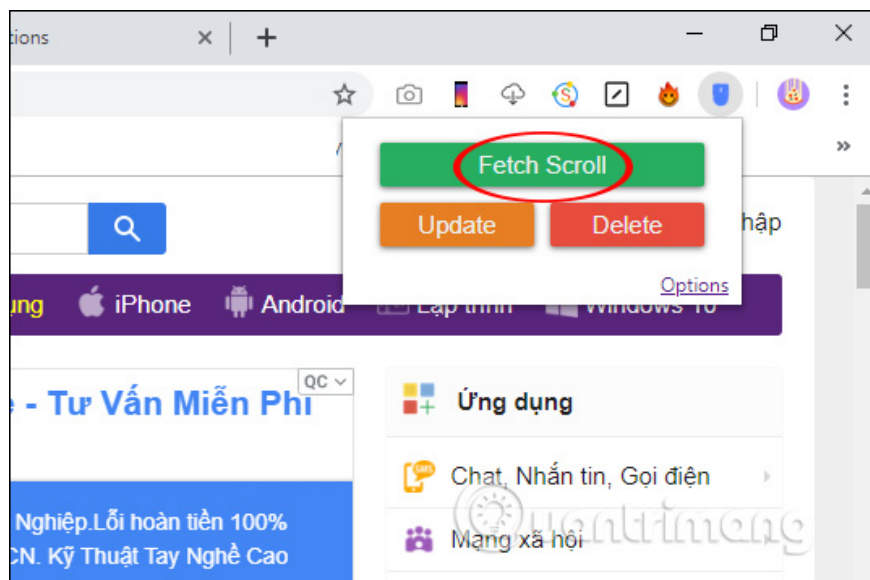 tions
Fetch Scroll
Update Delete
hập
Options
ụng iPhone Android Lập trình Windows 10
QC
- Tư Vấn Miễn Phí
Ứng dụng
Chat, Nhắn tin, Gọi điện
SMS
Nghiệp.Lỗi hoàn tiền 100%
Mạng xã hội
CN. Kỹ Thuật Tay Nghề Cao
Quantrimang